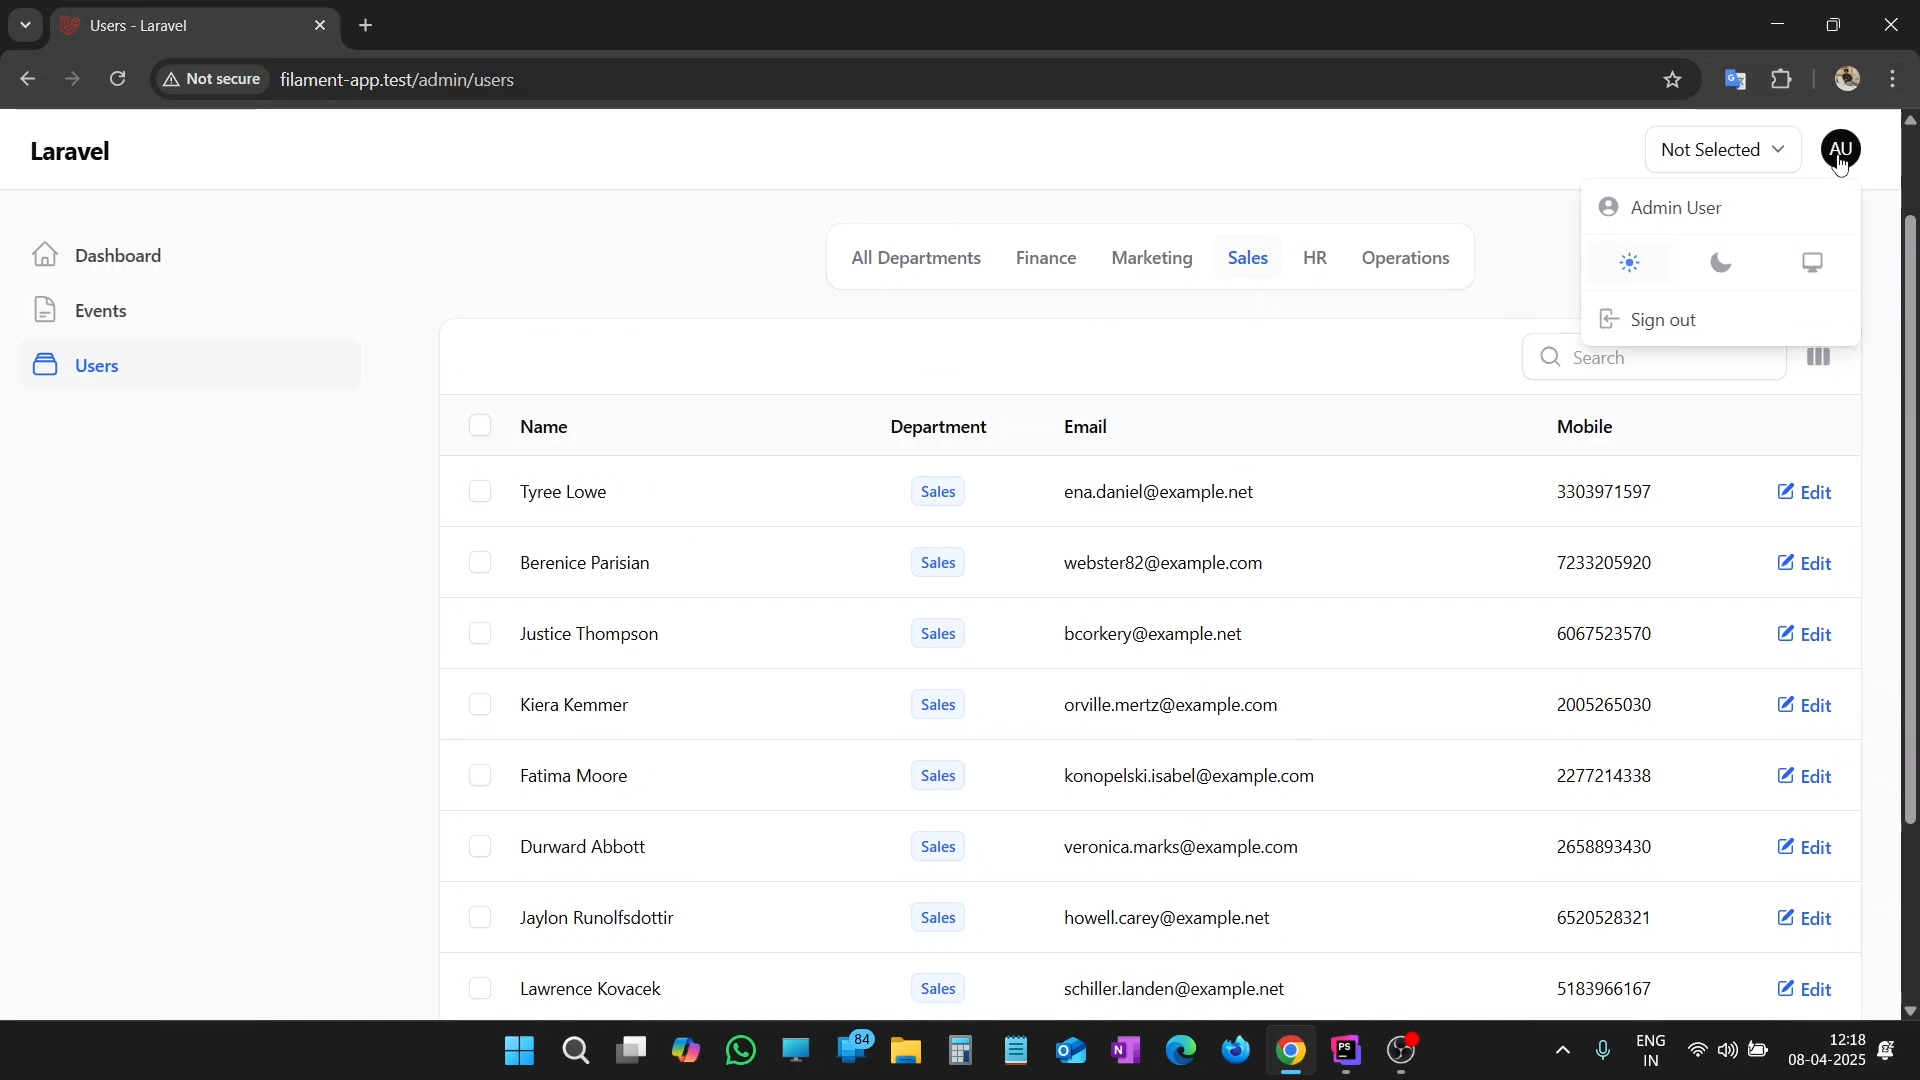 Users - Laravel
Not secure filament-app.test/admin/users
Laravel
Not Selected
AU
Admin User
Sign out
Dashboard
Events
Users
All Departments Finance Marketing Sales HR Operations
Search
Name Department Email Mobile
Tyree Lowe Sales ena.daniel@example.net 3303971597 Edit
Berenice Parisian Sales webster82@example.com 7233205920 Edit
Justice Thompson Sales bcorkery@example.net 6067523570 Edit
Kiera Kemmer Sales orville.mertz@example.com 2005265030 Edit
Fatima Moore Sales konopelski.isabel@example.com 2277214338 Edit
Durward Abbott Sales veronica.marks@example.com 2658893430 Edit
Jaylon Runolfsdottir Sales howell.carey@example.net 6520528321 Edit
Lawrence Kovacek Sales schiller.landen@example.net 5183966167 Edit
84
PS
ENG
IN
12:18
08-04-2025